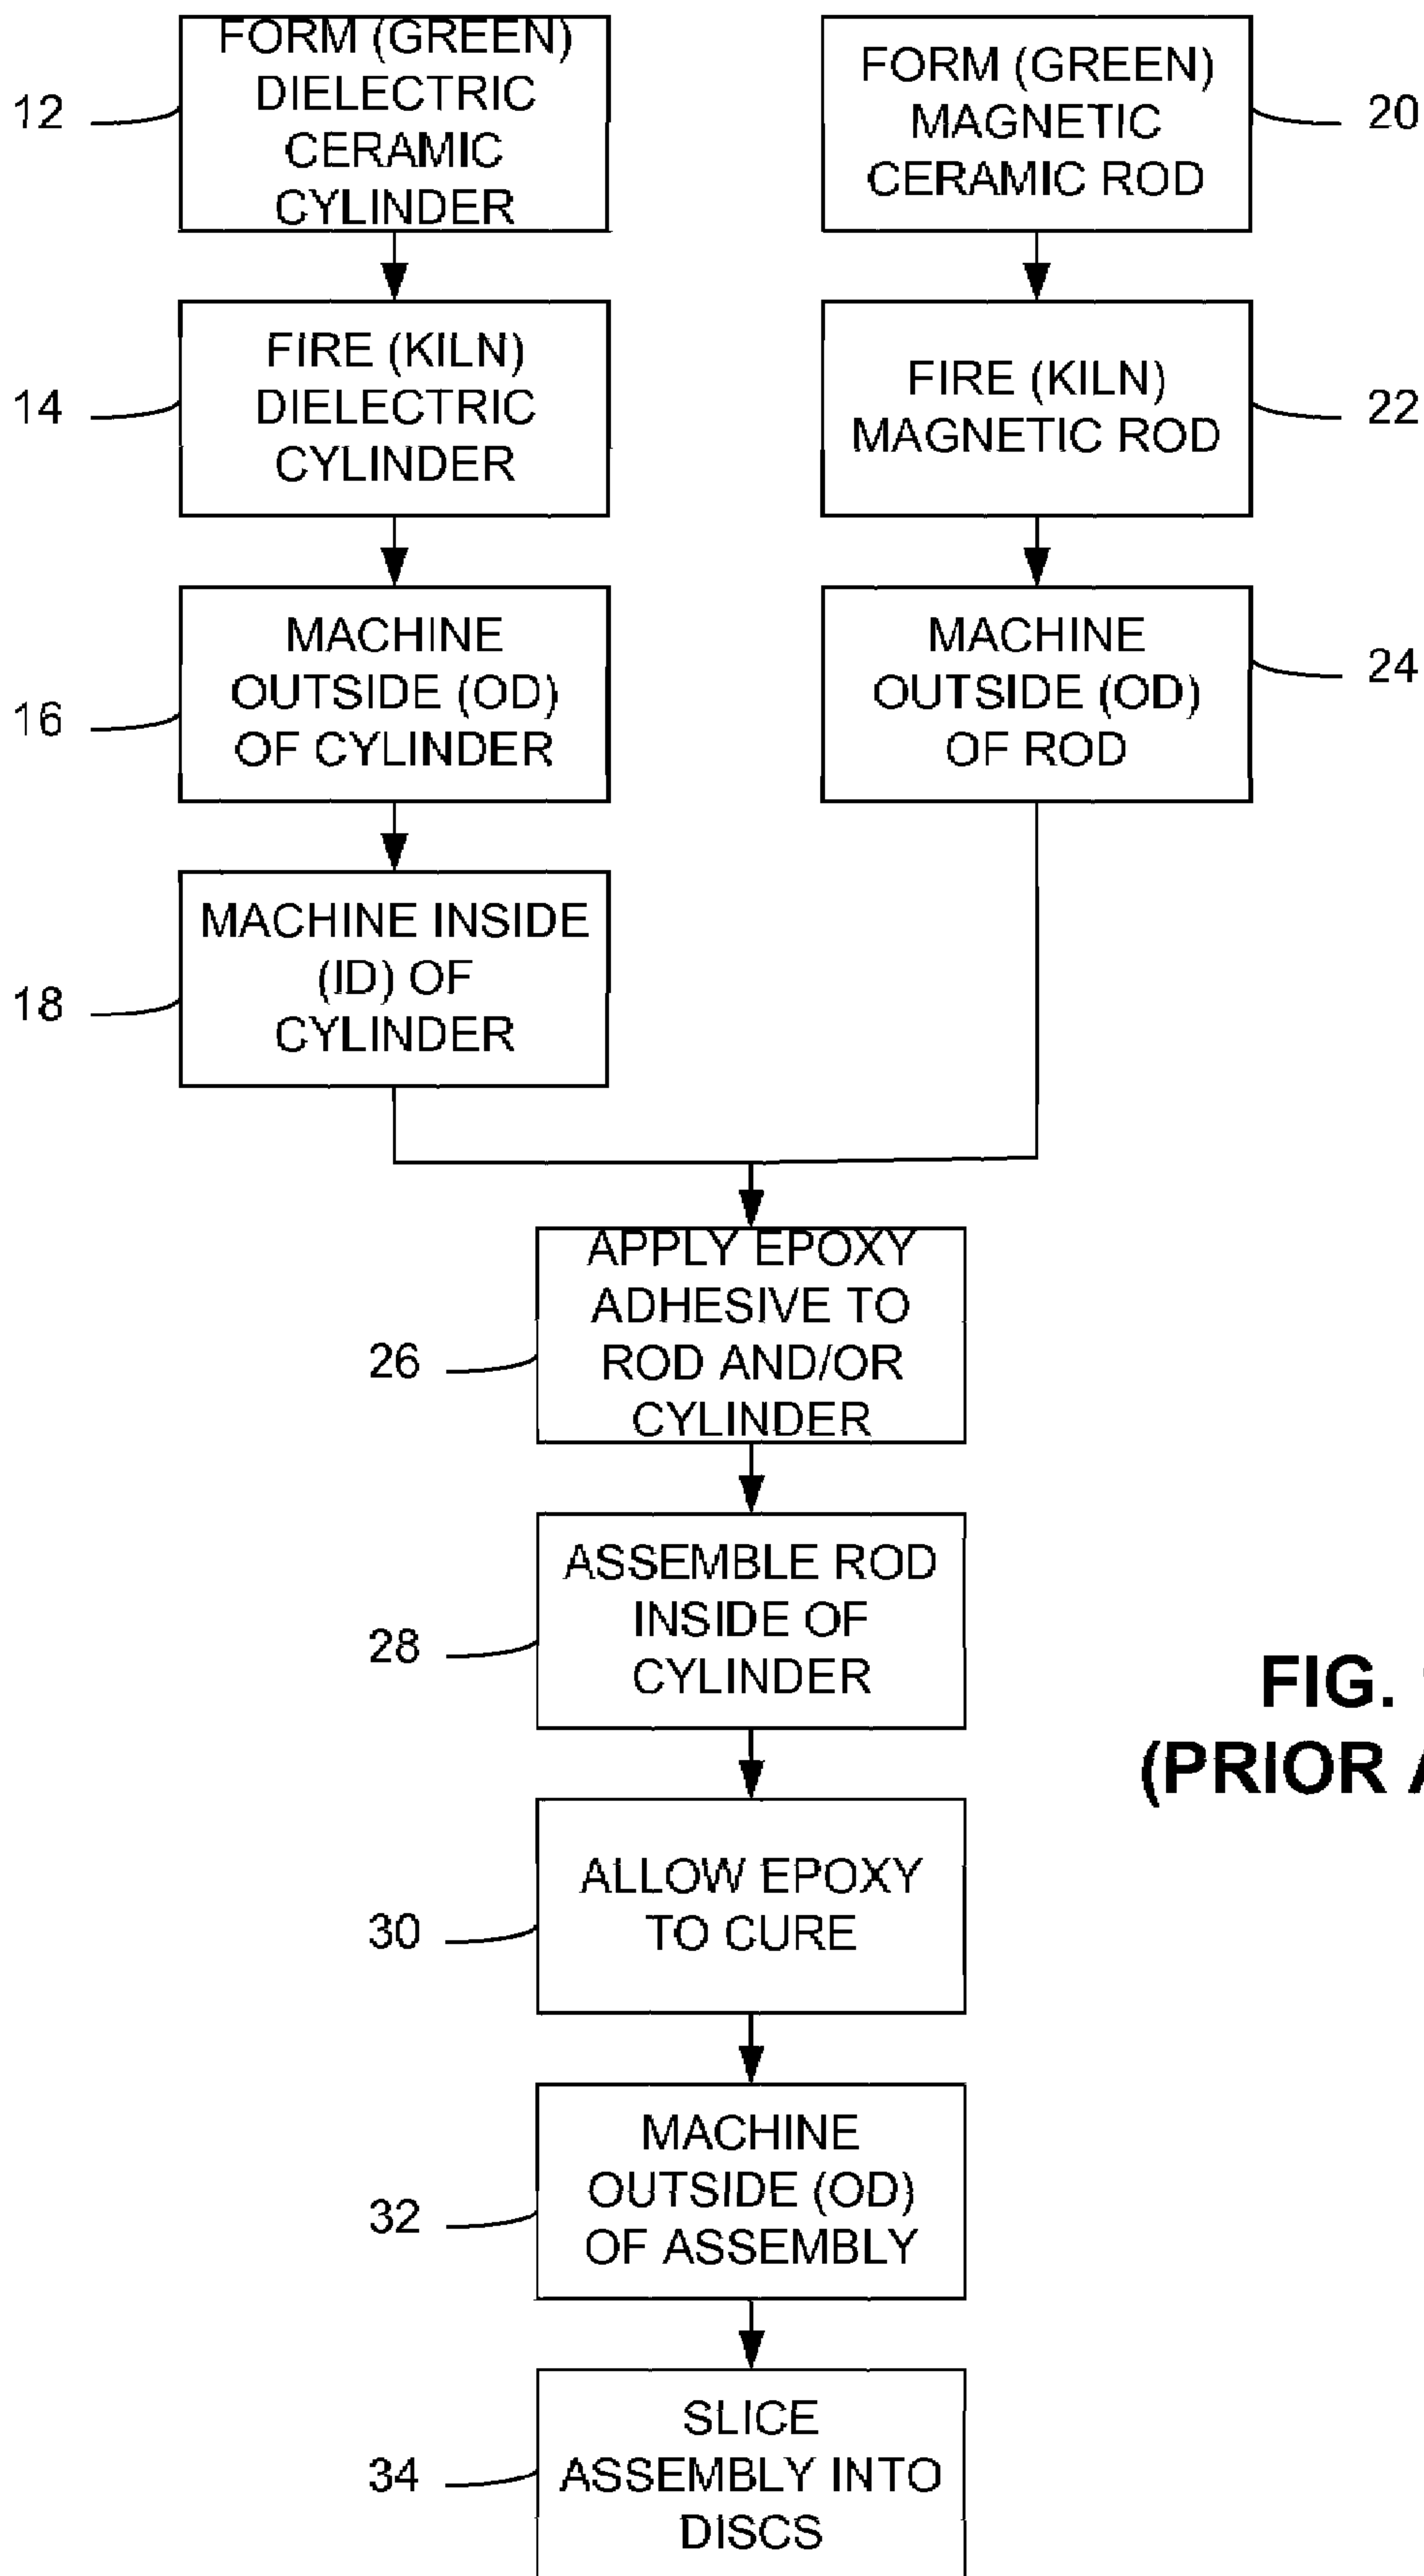 12
FORM (GREEN)
DIELECTRIC
CERAMIC
CYLINDER
14
FIRE (KILN)
DIELECTRIC
CYLINDER
16
MACHINE
OUTSIDE (OD)
OF CYLINDER
18
MACHINE INSIDE
(ID) OF
CYLINDER
FORM (GREEN)
MAGNETIC
CERAMIC ROD
20
FIRE (KILN)
MAGNETIC ROD
22
MACHINE
OUTSIDE (OD)
OF ROD
24
26
APPLY EPOXY
ADHESIVE TO
ROD AND/OR
CYLINDER
28
ASSEMBLE ROD
INSIDE OF
CYLINDER
30
ALLOW EPOXY
TO CURE
32
MACHINE
OUTSIDE (OD)
OF ASSEMBLY
34
SLICE
ASSEMBLY INTO
DISCS
FIG.
(PRIOR